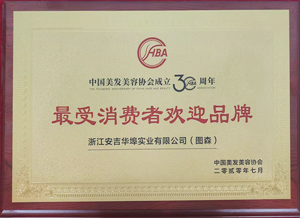 CHBA
中国美发美容协会成立30周年
最受消费者欢迎品牌
浙江安吉华埠实业有限公司（图森）
中国美发美容协会
二零二零年七月